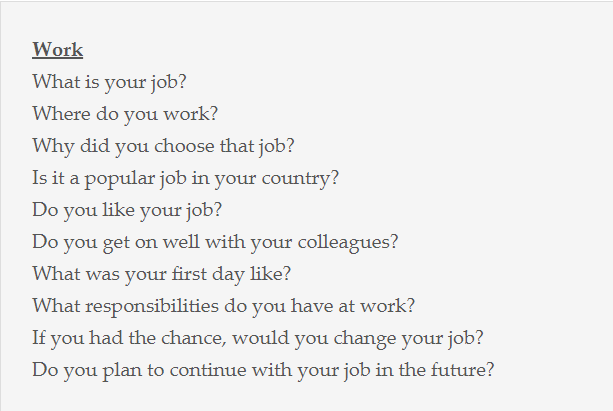 Work
What is your job?
Where do you work?
Why did you choose that job?
Is it a popular job in your country?
Do you like your job?
Do you get on well with your colleagues?
What was your first day like?
What responsibilities do you have at work?
If you had the chance, would you change your job?
Do you plan to continue with your job in the future?